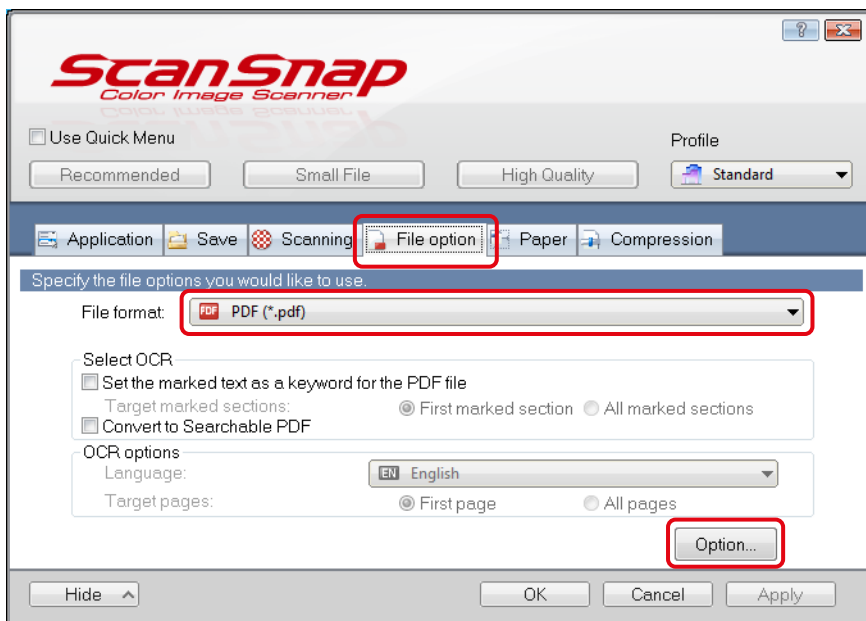 ScanSnap
Color Image Scanner
Use Quick Menu
Profile
Recommended Small File High Quality Standard
Application Save Scanning File option Paper Compression
Specify the file options you would like to use.
File format: PDF PDF (*.pdf)
Select OCR
Set the marked text as a keyword for the PDF file
Target marked sections: First marked section All marked sections
Convert to Searchable PDF
OCR options
Language: EN English
Target pages: First page All pages
Option...
Hide OK Cancel Apply